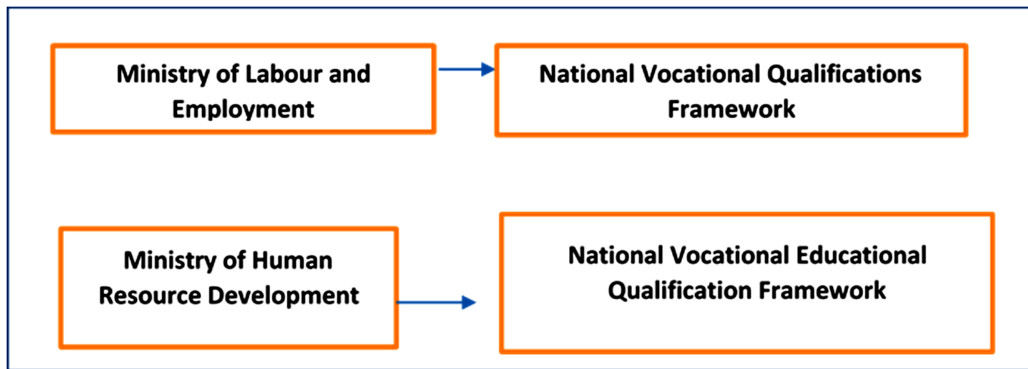 Ministry of Labour and
Employment
National Vocational Qualifications
Framework
Ministry of Human
Resource Development
National Vocational Educational
Qualification Framework